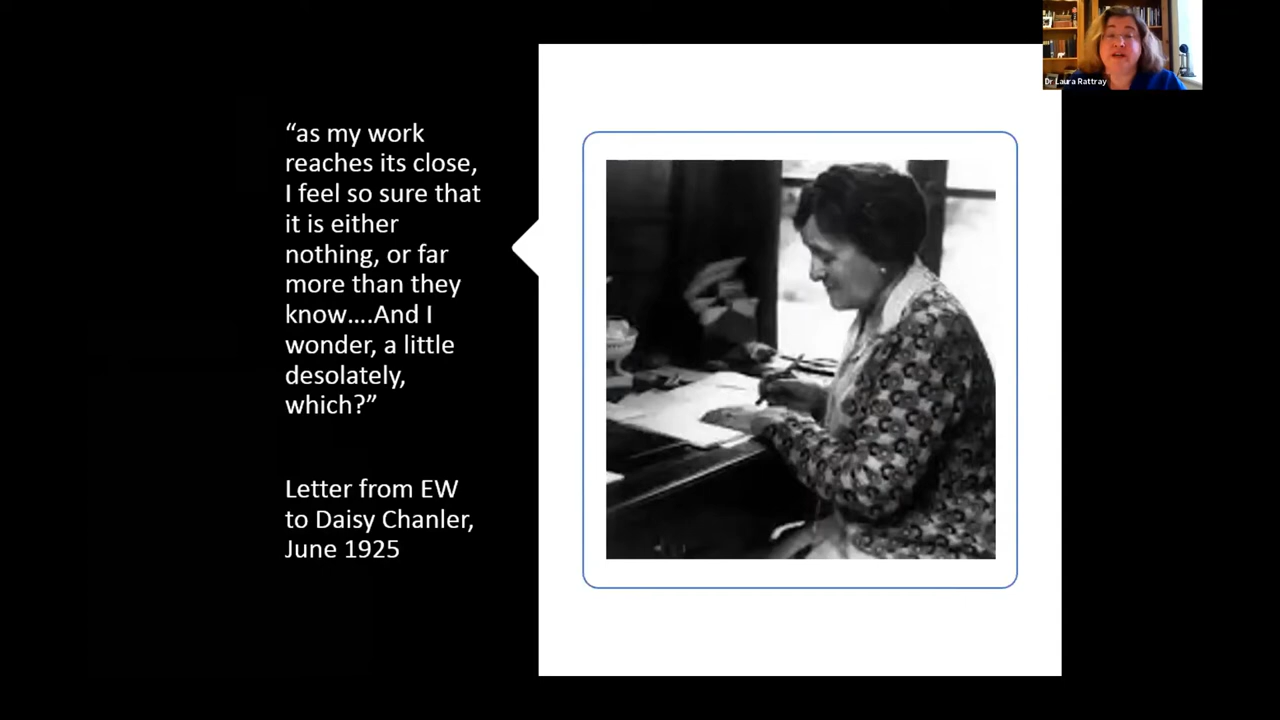 “as my work
reaches its close,
I feel so sure that
it is either
nothing, or far
more than they
know....And I
wonder, a little
desolately,
which?”
Letter from EW
to Daisy Chanler,
June 1925
Dr Laura Rattray